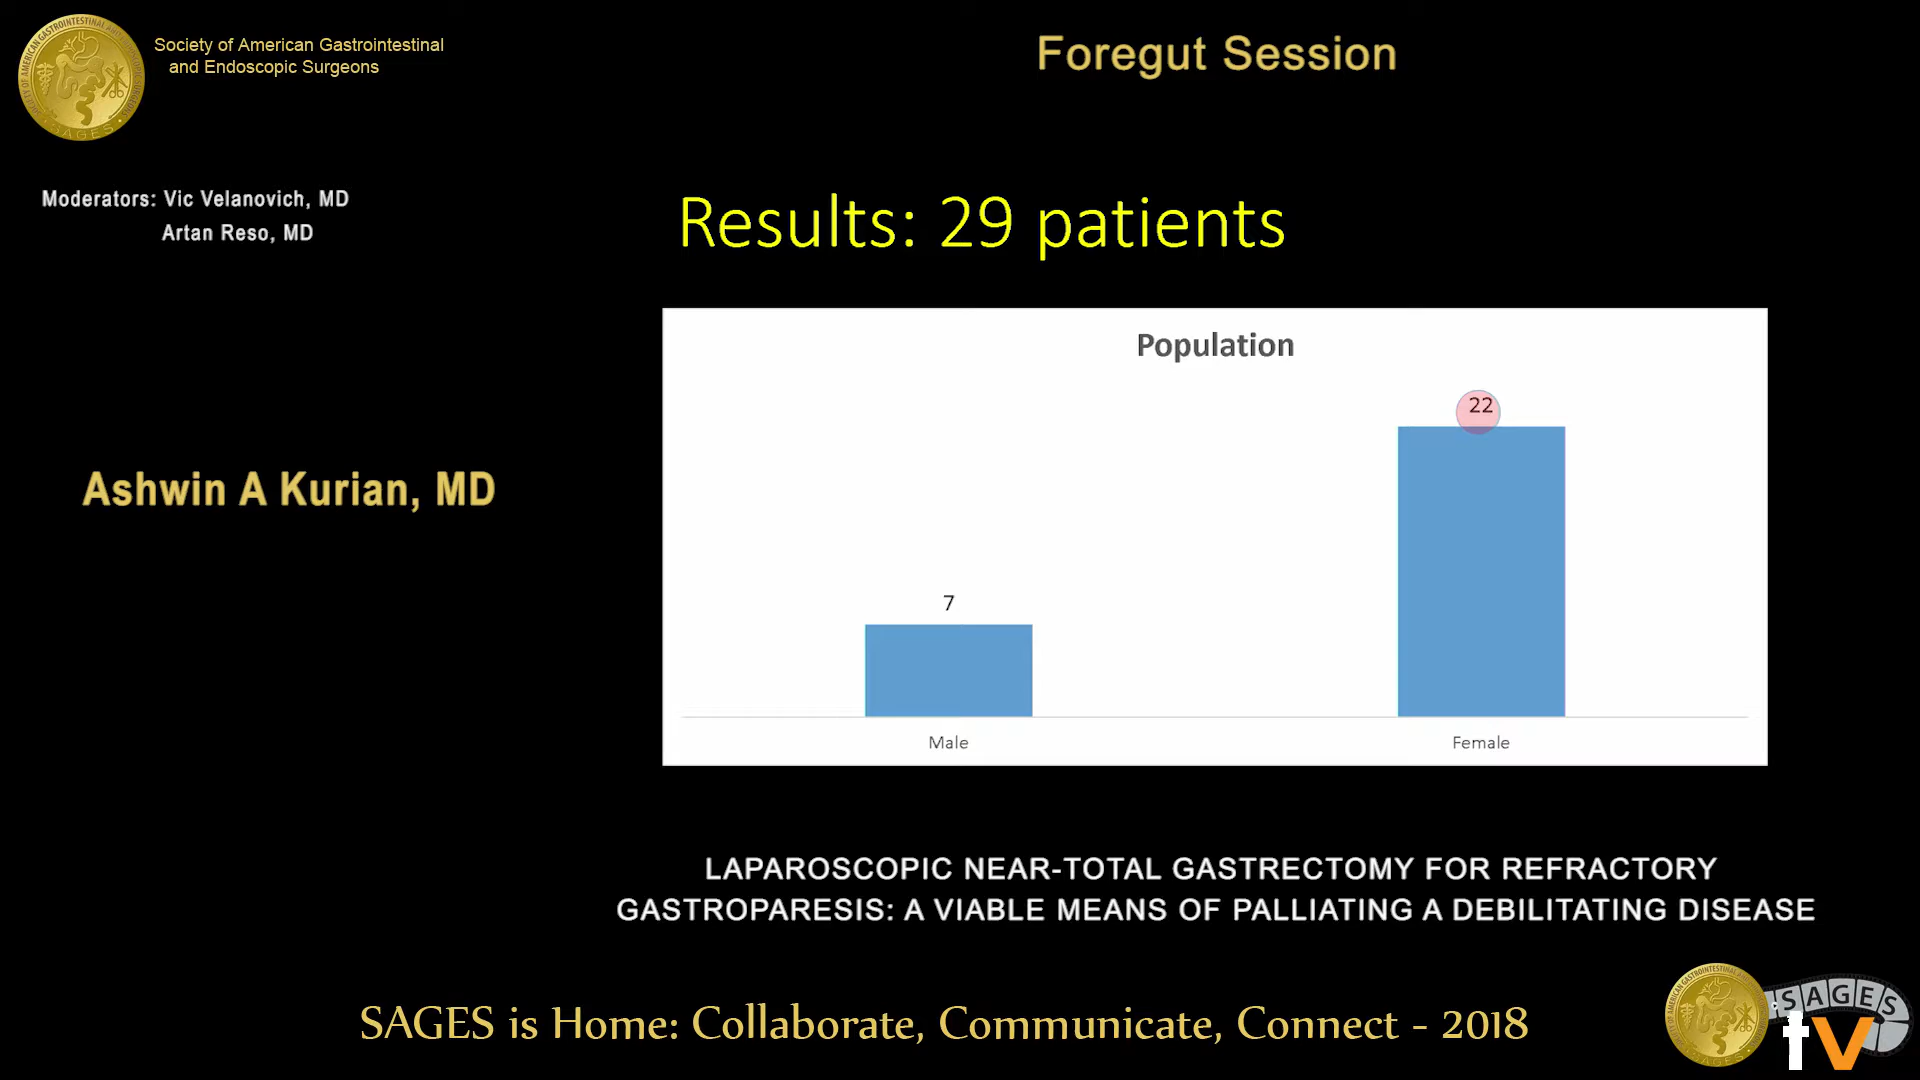 Society of American Gastrointestinal
and Endoscopic Surgeons
Foregut Session
Moderators: Vic Velanovich, MD
Artan Reso, MD
Results: 29 patients
Population
22
7
Male
Female
Ashwin A Kurian, MD
LAPAROSCOPIC NEAR-TOTAL GASTRECTOMY FOR REFRACTORY
GASTROPARESIS: A VIABLE MEANS OF PALLIATING A DEBILITATING DISEASE
SAGES is Home: Collaborate, Communicate, Connect - 2018
SAGES
tV